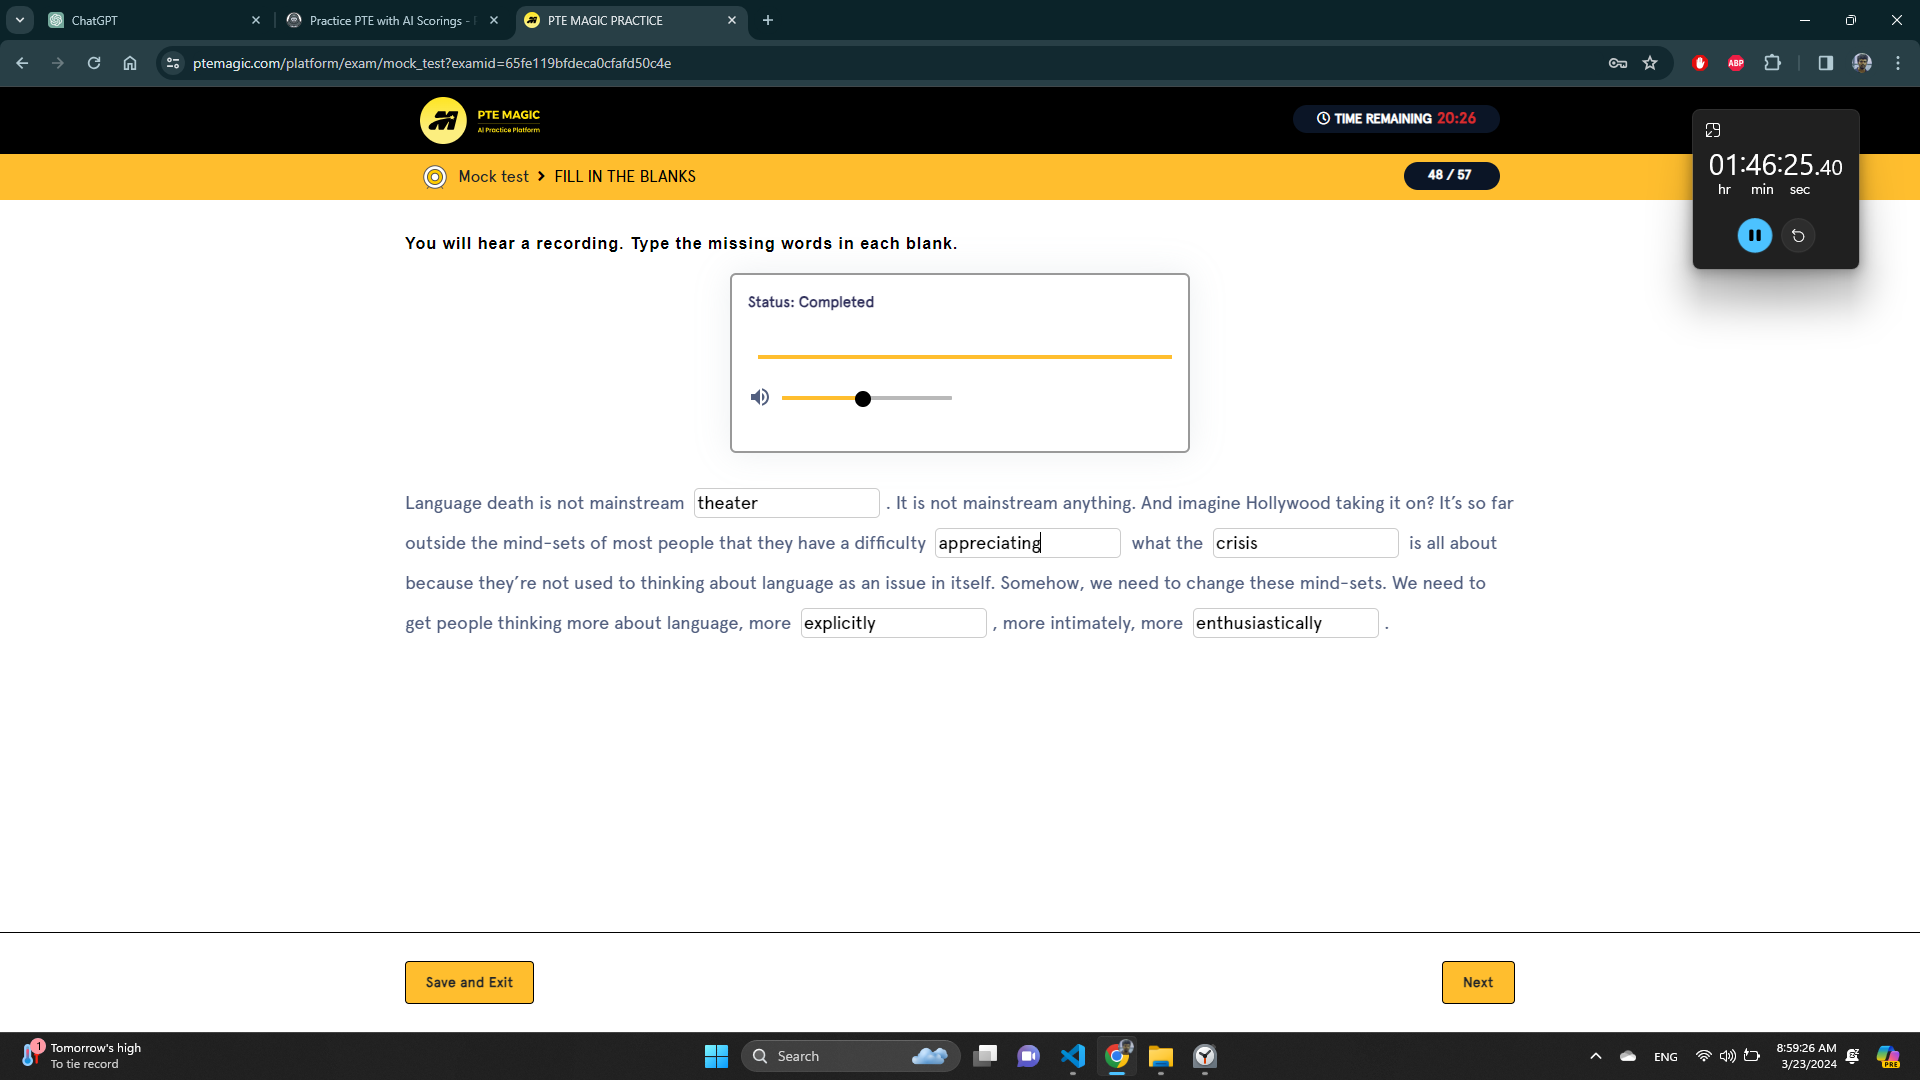 ChatGPT
Practice PTE with AI Scorings -
PTE MAGIC PRACTICE
ptemagic.com/platform/exam/mock_test?examid=65fe119bfdeca0cfafd50c4e
ABP
PTE MAGIC
AI Practice Platform
TIME REMAINING 20:26
Mock test > FILL IN THE BLANKS
48 / 57
01:46:25.40
hr min sec
You will hear a recording. Type the missing words in each blank.
Status: Completed
Language death is not mainstream theater . It is not mainstream anything. And imagine Hollywood taking it on? It’s so far
outside the mind-sets of most people that they have a difficulty appreciating what the crisis is all about
because they’re not used to thinking about language as an issue in itself. Somehow, we need to change these mind-sets. We need to
get people thinking more about language, more explicitly , more intimately, more enthusiastically .
Save and Exit
Next
1
Tomorrow's high
To tie record
Search
ENG
8:59:26 AM
3/23/2024
PRE